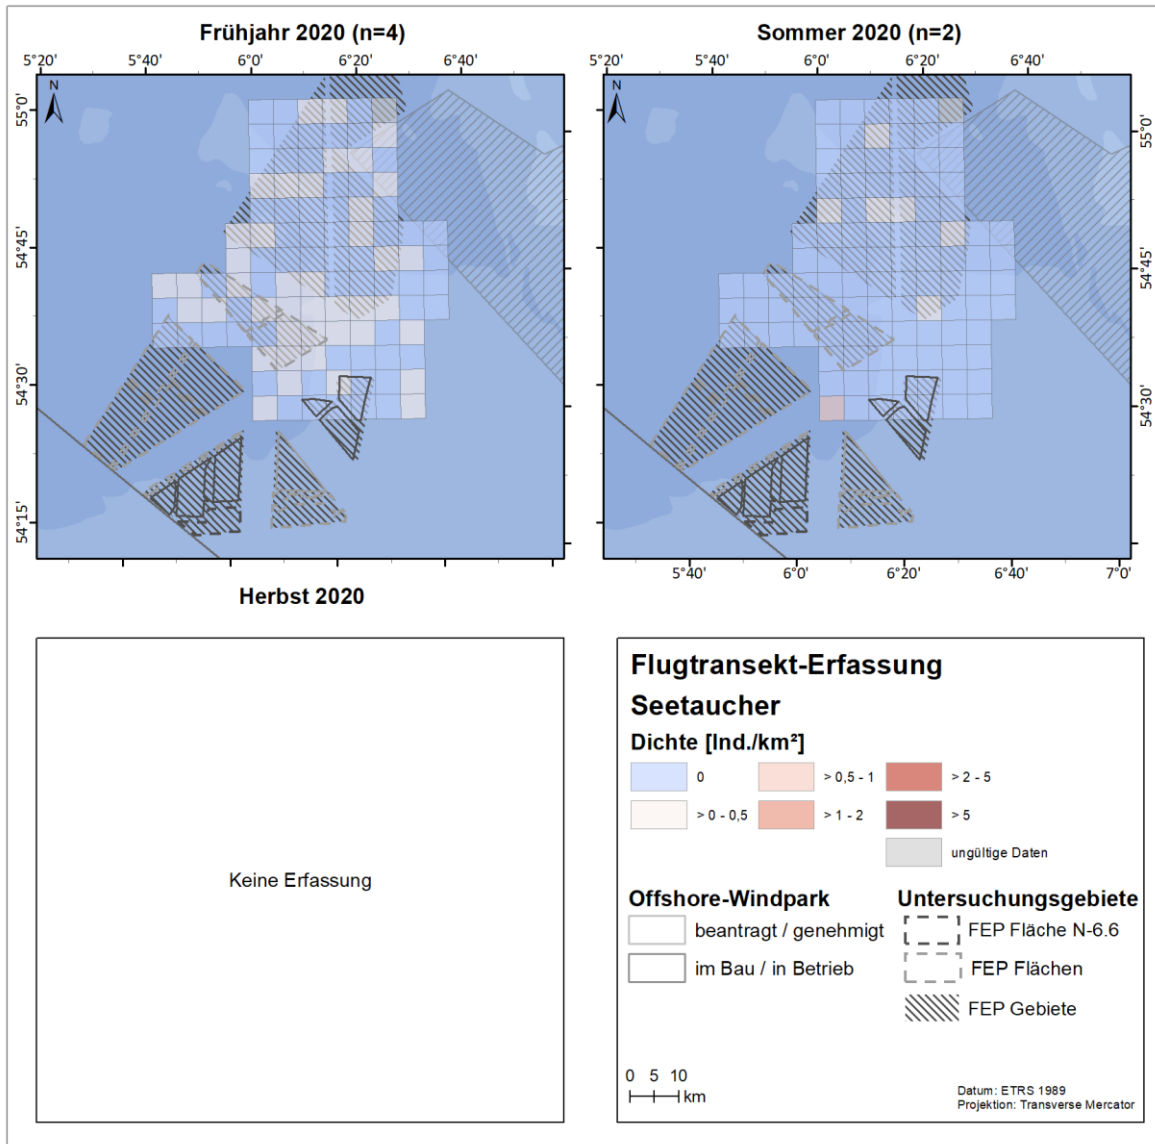 Frühjahr 2020 (n=4)
5°20' 5°40' 6°0' 6°20' 6°40'
N
55°0'
54°45'
54°30'
54°15'
Sommer 2020 (n=2)
5°40' 6°0' 6°20' 6°40'
N
55°0'
54°45'
54°30'
5°40' 6°0' 6°20' 6°40' 7°0'
Herbst 2020
Keine Erfassung
Flugtransekt-Erfassung
Seetaucher
Dichte [Ind./km²]
0 > 0,5 - 1 > 2 - 5
> 0 - 0,5 > 1 - 2 > 5
ungültige Daten
Offshore-Windpark
beantragt / genehmigt
im Bau / in Betrieb
Untersuchungsgebiete
FEP Fläche N-6.6
FEP Flächen
FEP Gebiete
0 5 10
km
Datum: ETRS 1989
Projektion: Transverse Mercator